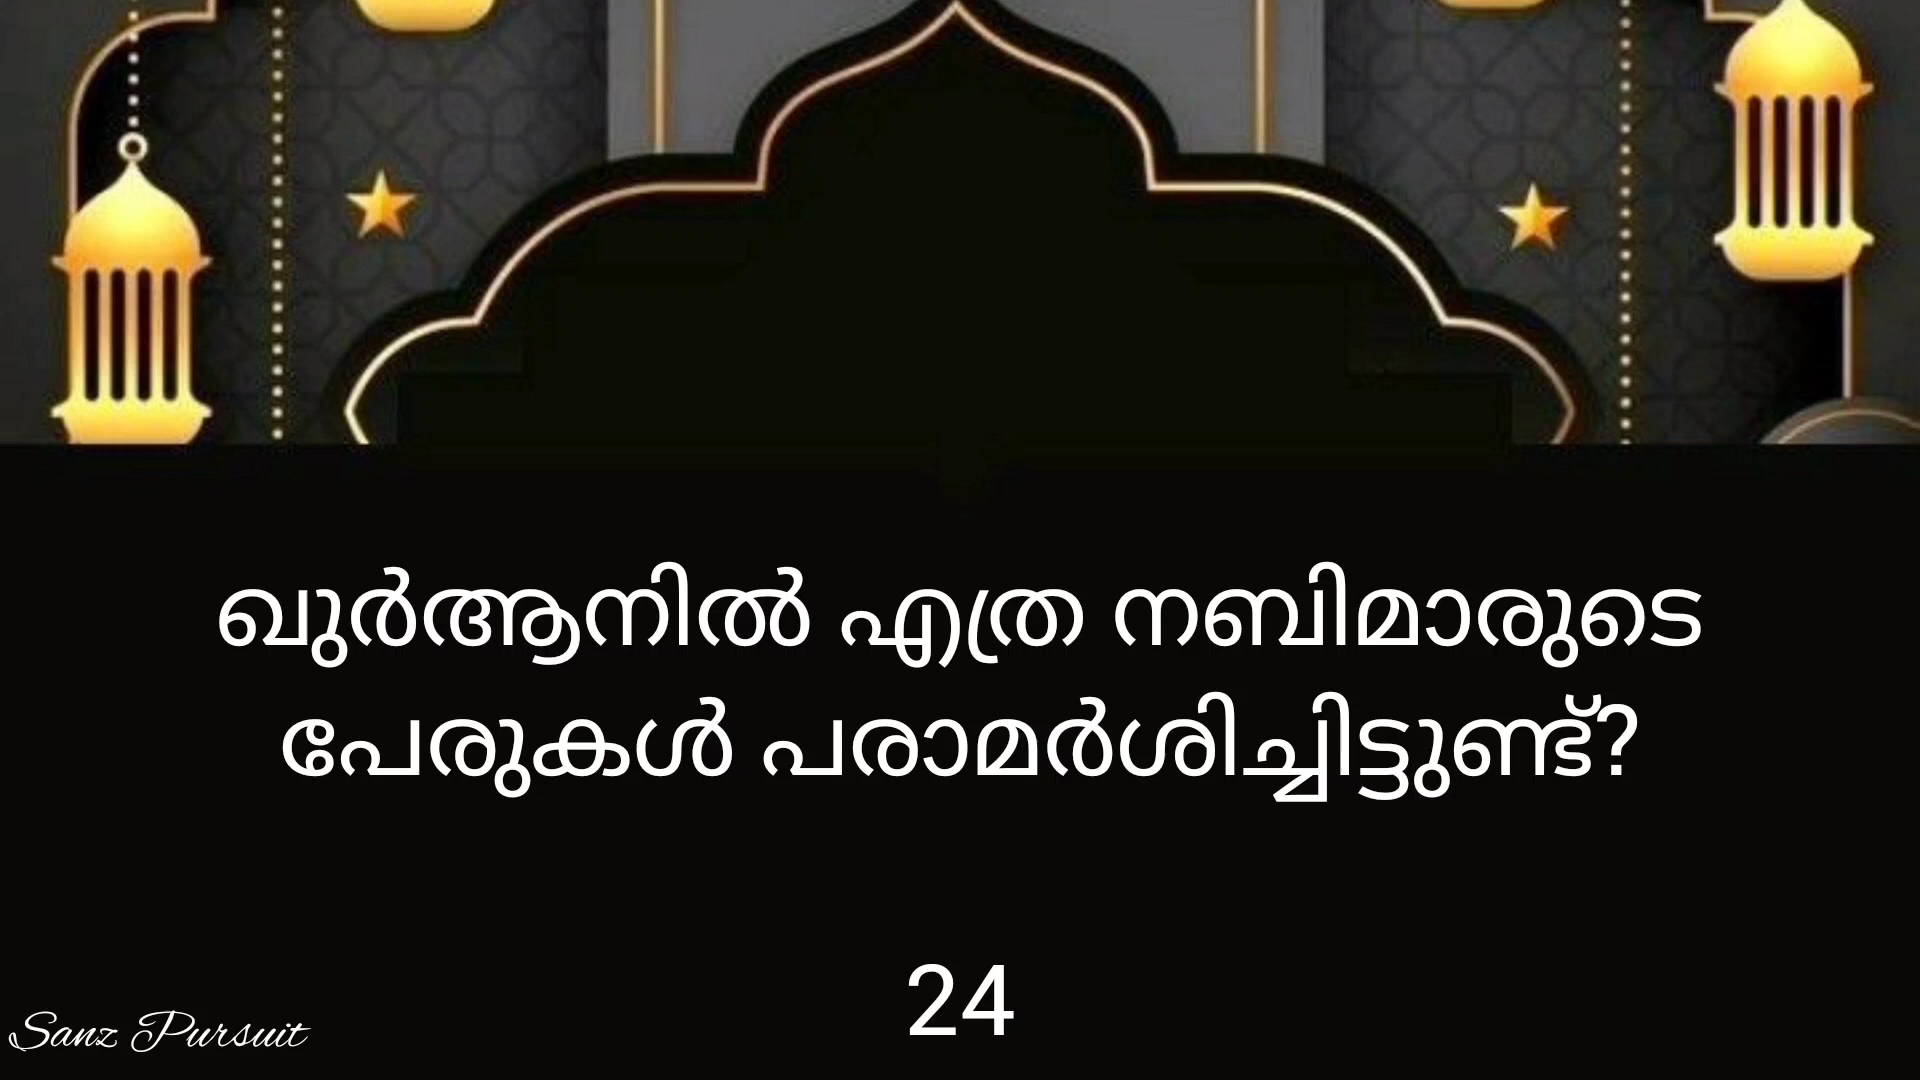 ഖുർആനിൽ എത്ര നബിമാരുടെ
പേരുകൾ പരാമർശിച്ചിട്ടുണ്ട്?
24
Sanz Pursuit